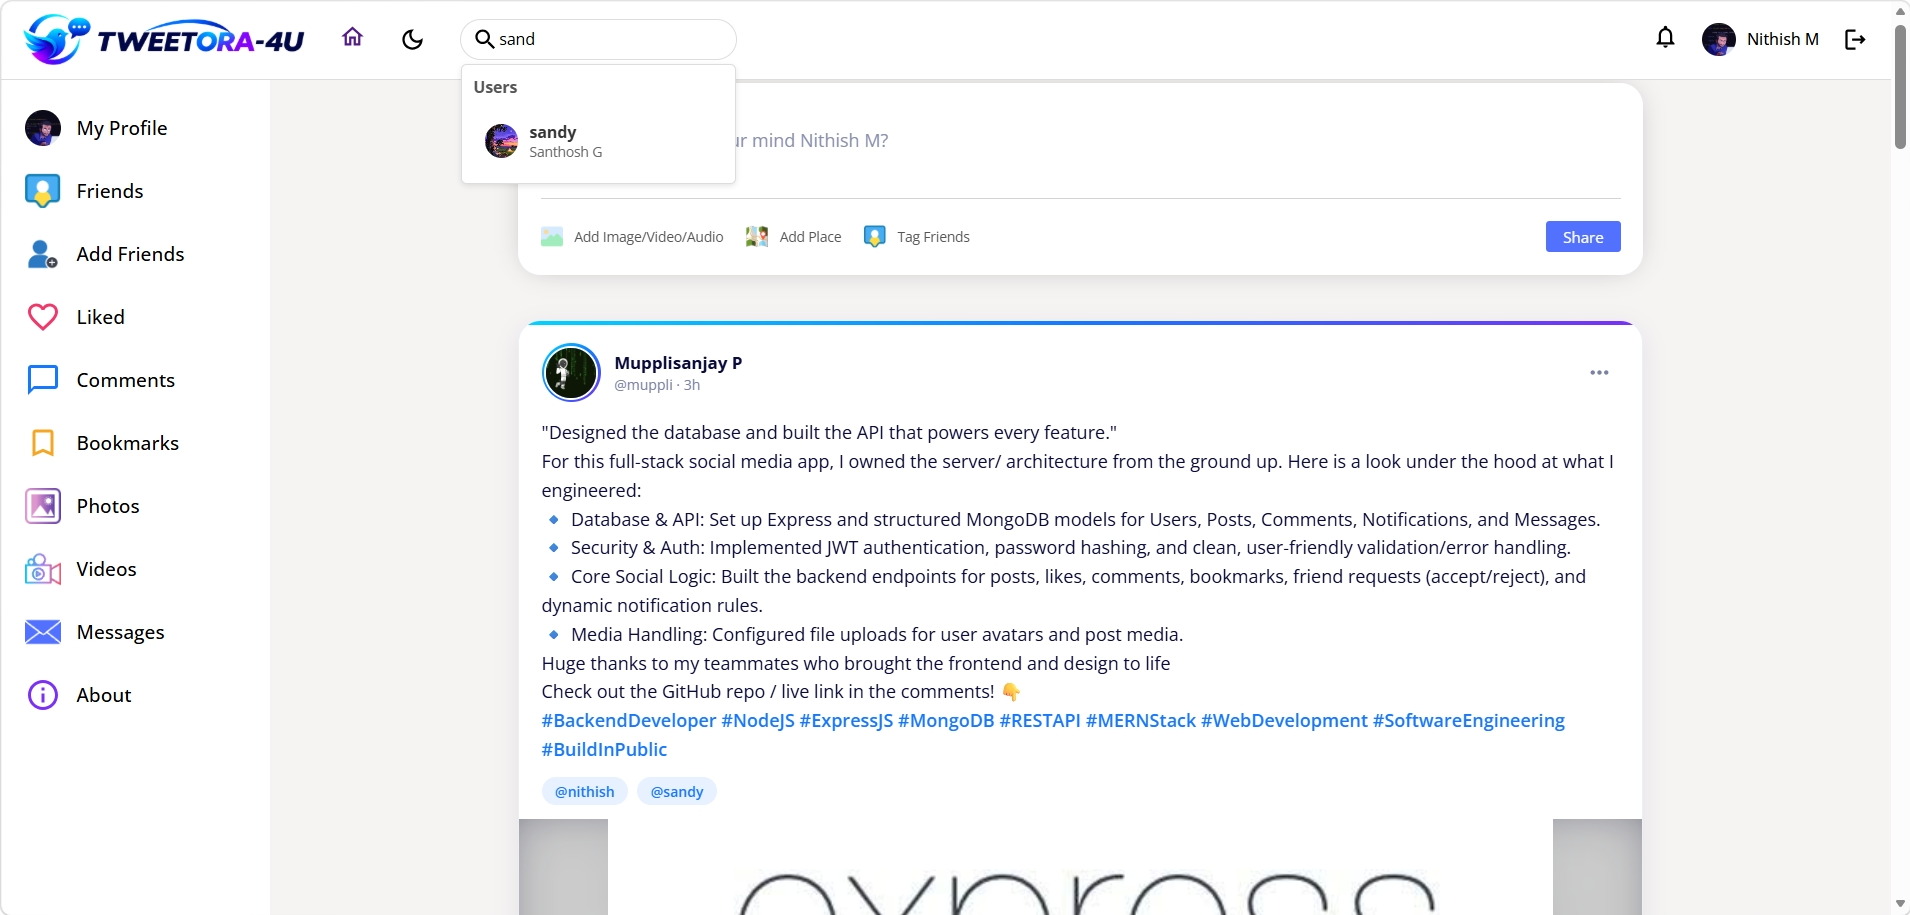 TWEETORA-4U
sand
Nithish M
Users
sandy
Santhosh G
ur mind Nithish M?
Add Image/Video/Audio
Add Place
Tag Friends
Share
My Profile
Friends
Add Friends
Liked
Comments
Bookmarks
Photos
Videos
Messages
About
Mupplisanjay P
@muppli · 3h
"Designed the database and built the API that powers every feature."
For this full-stack social media app, I owned the server/ architecture from the ground up. Here is a look under the hood at what I
engineered:
🔹 Database & API: Set up Express and structured MongoDB models for Users, Posts, Comments, Notifications, and Messages.
🔹 Security & Auth: Implemented JWT authentication, password hashing, and clean, user-friendly validation/error handling.
🔹 Core Social Logic: Built the backend endpoints for posts, likes, comments, bookmarks, friend requests (accept/reject), and
dynamic notification rules.
🔹 Media Handling: Configured file uploads for user avatars and post media.
Huge thanks to my teammates who brought the frontend and design to life
Check out the GitHub repo / live link in the comments! 👇
#BackendDeveloper #NodeJS #ExpressJS #MongoDB #RESTAPI #MERNStack #WebDevelopment #SoftwareEngineering
#BuildInPublic
@nithish
@sandy
express